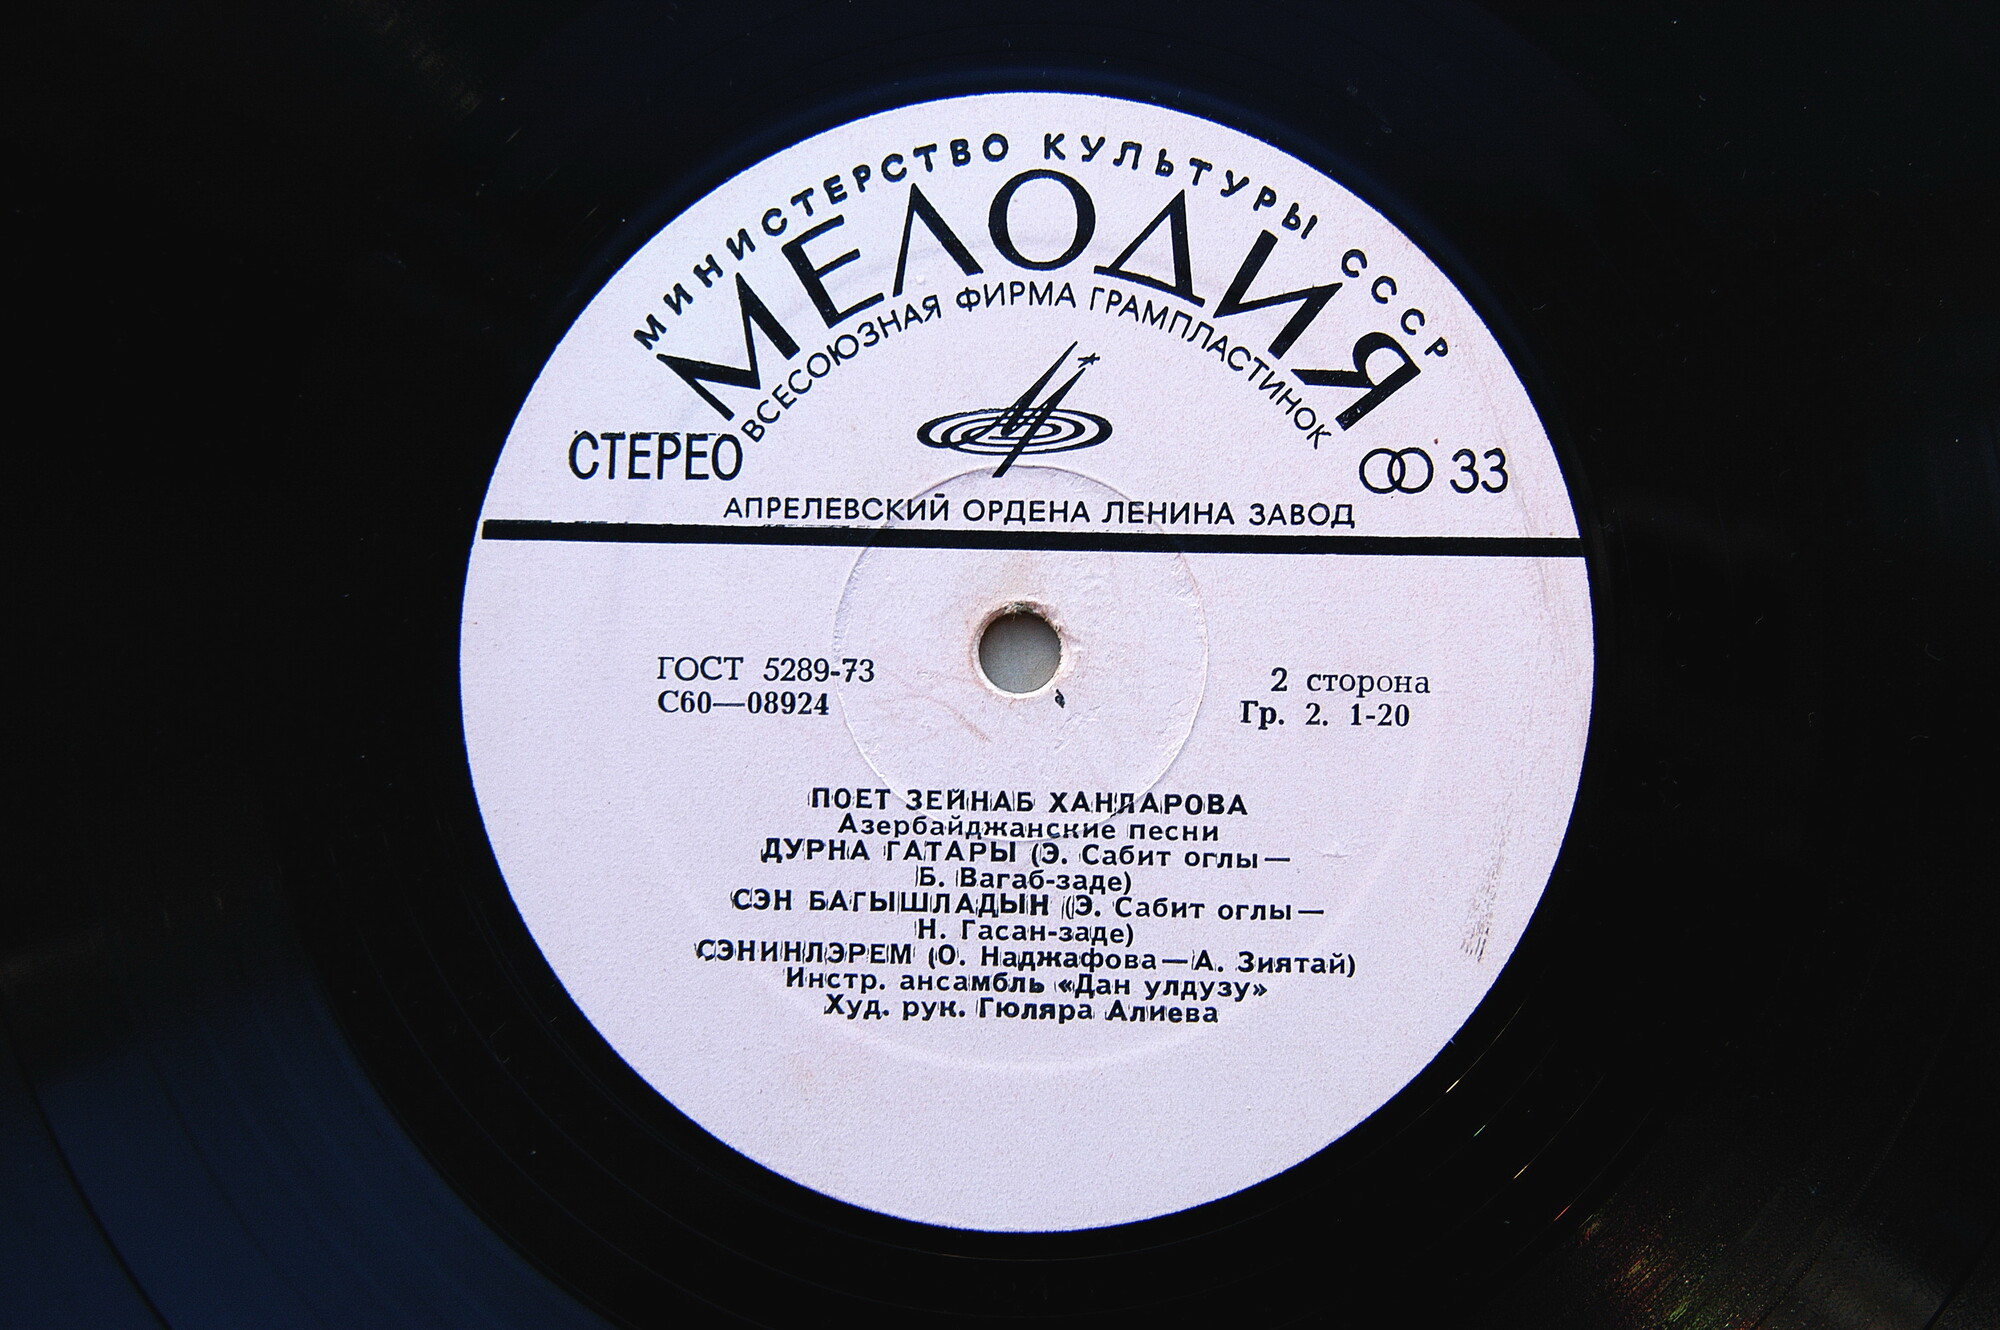 МИНИСТЕРСТВО КУЛЬТУРЫ СССР
МЕЛОДИЯ
ВСЕСОЮЗНАЯ ФИРМА ГРАМПЛАСТИНОК
СТЕРЕО
33
АПРЕЛЕВСКИЙ ОРДЕНА ЛЕНИНА ЗАВОД
ГОСТ 5289-73
С60—08924
2 сторона
Гр. 2. 1-20
ПОЕТ ЗЕЙНАБ ХАНЛАРОВА
Азербайджанские песни
ДУРНА ГАТАРЫ (Э. Сабит оглы—
Б. Вагаб-заде)
СЭН БАГЫШЛАДЫН (Э. Сабит оглы—
Н. Гасан-заде)
СЭНИНЛЭРЕМ (О. Наджафова—А. Зиятай)
Инстр. ансамбль «Дан улдузу»
Худ. рук. Гюляра Алиева